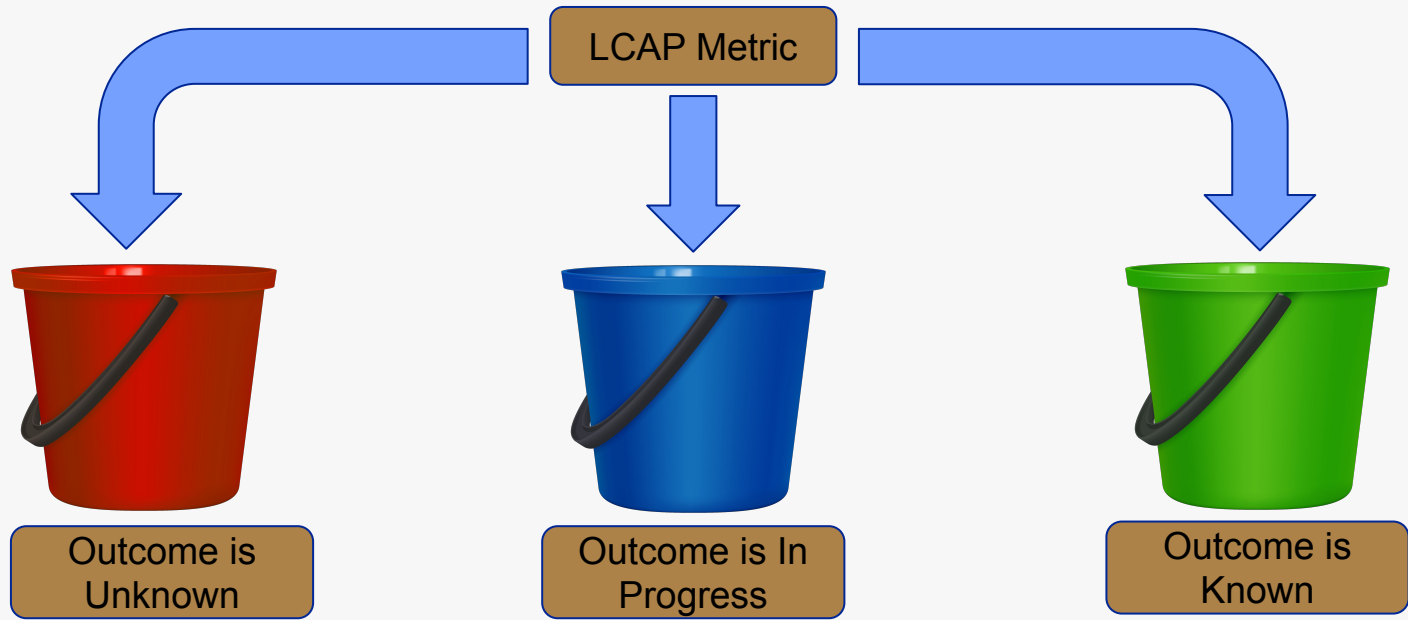 LCAP Metric
Outcome is
Unknown
Outcome is In
Progress
Outcome is
Known